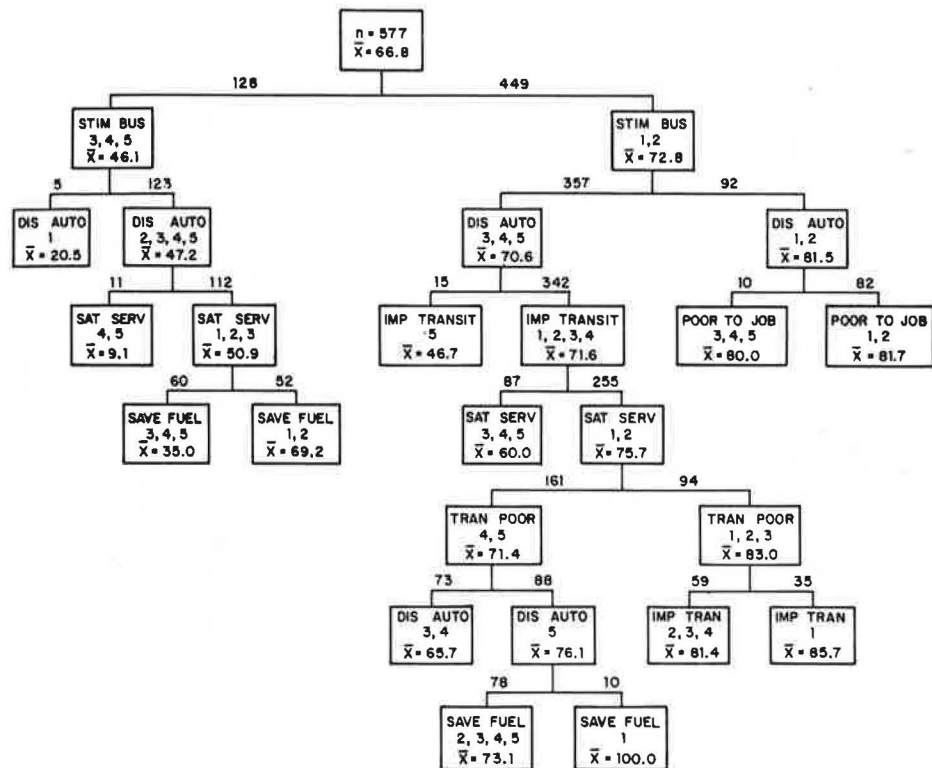 n = 577
X̄ = 66.8
128
449
STIM BUS
3, 4, 5
X̄ = 46.1
STIM BUS
1,2
X̄ = 72.8
5
123
357
92
DIS AUTO
1
X̄ = 20.5
DIS AUTO
2, 3, 4, 5
X̄ = 47.2
DIS AUTO
3, 4, 5
X̄ = 70.6
DIS AUTO
1, 2
X̄ = 81.5
11
112
15
342
10
82
SAT SERV
4, 5
X̄ = 9.1
SAT SERV
1, 2, 3
X̄ = 50.9
IMP TRANSIT
5
X̄ = 46.7
IMP TRANSIT
1, 2, 3, 4
X̄ = 71.6
POOR TO JOB
3, 4, 5
X̄ = 80.0
POOR TO JOB
1, 2
X̄ = 81.7
60
52
87
255
SAVE FUEL
3, 4, 5
X̄ = 35.0
SAVE FUEL
1, 2
X̄ = 69.2
SAT SERV
3, 4, 5
X̄ = 60.0
SAT SERV
1, 2
X̄ = 75.7
161
94
TRAN POOR
4, 5
X̄ = 71.4
TRAN POOR
1, 2, 3
X̄ = 83.0
73
88
59
35
DIS AUTO
3, 4
X̄ = 65.7
DIS AUTO
5
X̄ = 76.1
IMP TRAN
2, 3, 4
X̄ = 81.4
IMP TRAN
1
X̄ = 85.7
78
10
SAVE FUEL
2, 3, 4, 5
X̄ = 73.1
SAVE FUEL
1
X̄ = 100.0